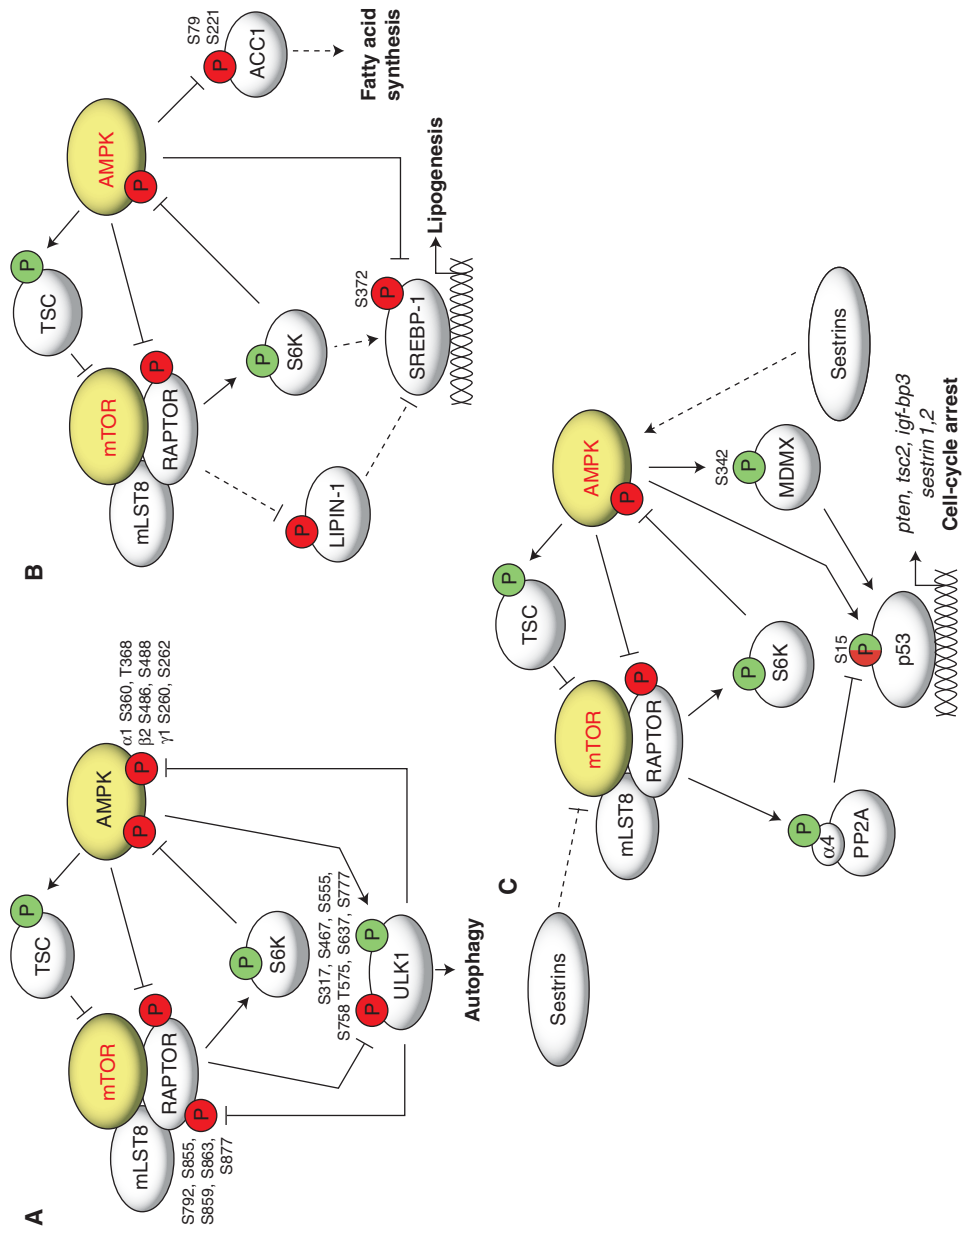 A
mTOR
mLST8
RAPTOR
P
P
S792, S855,
S859, S863,
S877
TSC
P
AMPK
P
P
α1 S360, T368
β2 S486, S488
γ1 S260, S262
P
S6K
S317, S467, S555,
S758 T575, S637, S777
P
P
ULK1
Autophagy
B
mTOR
mLST8
RAPTOR
P
TSC
P
AMPK
P
S79
S221
P
ACC1
Fatty acid
synthesis
P
S6K
P
LIPIN-1
S372
P
SREBP-1
Lipogenesis
C
Sestrins
mTOR
mLST8
RAPTOR
P
TSC
P
AMPK
P
Sestrins
P
S6K
S342
P
MDMX
P
α4
PP2A
S15
P
p53
pten, tsc2, igf-bp3
sestrin1,2
Cell-cycle arrest